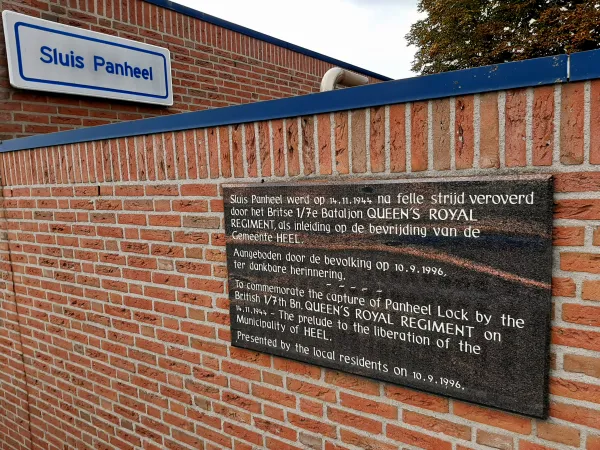 Sluis Panheel
Sluis Panheel werd op 14.11.1944 na felle strijd veroverd
door het Britse 1/7e Bataljon QUEEN'S ROYAL
REGIMENT, als inleiding op de bevrijding van de
Gemeente HEEL.
Aangeboden door de bevolking op 10.9.1996,
ter dankbare herinnering.
- - - - -
To commemorate the capture of Panheel Lock by the
British 1/7th Bn. QUEEN'S ROYAL REGIMENT on
14.11.1944 - The prelude to the liberation of the
Municipality of HEEL.
Presented by the local residents on 10.9.1996.